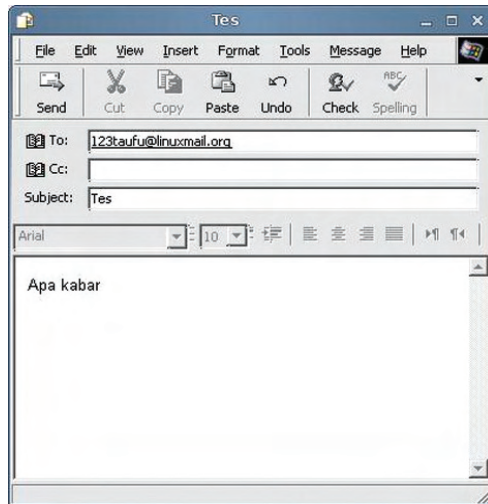 Tes
File Edit View Insert Format Tools Message Help
Send Cut Copy Paste Undo Check Spelling
ABC
To: 123taufu@linuxmail.org
Cc:
Subject: Tes
Arial 10
Apa kabar